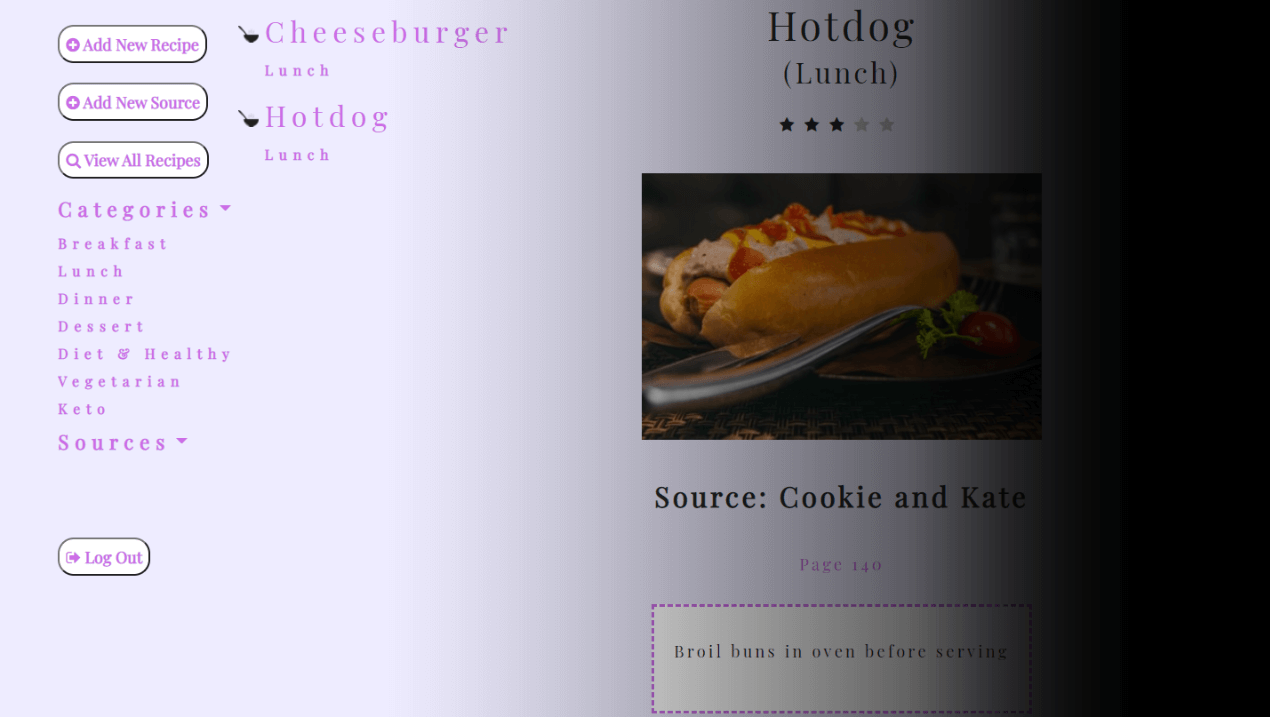 Add New Recipe
Add New Source
View All Recipes
Categories
Breakfast
Lunch
Dinner
Dessert
Diet & Healthy
Vegetarian
Keto
Sources
Log Out
Cheeseburger
Lunch
Hotdog
Lunch
Hotdog
(Lunch)
Source: Cookie and Kate
Page 140
Broil buns in oven before serving